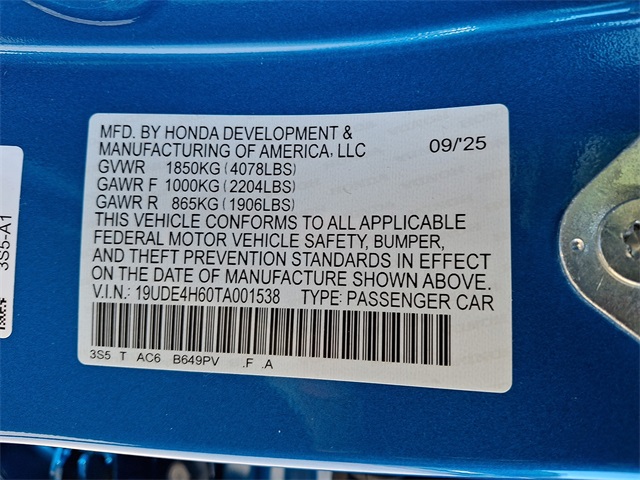 MFD. BY HONDA DEVELOPMENT &
MANUFACTURING OF AMERICA, LLC
09/'25
GVWR 1850KG (4078LBS)
GAWR F 1000KG (2204LBS)
GAWR R 865KG (1906LBS)
THIS VEHICLE CONFORMS TO ALL APPLICABLE
FEDERAL MOTOR VEHICLE SAFETY, BUMPER,
AND THEFT PREVENTION STANDARDS IN EFFECT
ON THE DATE OF MANUFACTURE SHOWN ABOVE.
V.I.N.: 19UDE4H60TA001538 TYPE: PASSENGER CAR
3S5 T AC6 B649PV .F .A
3S5-A1